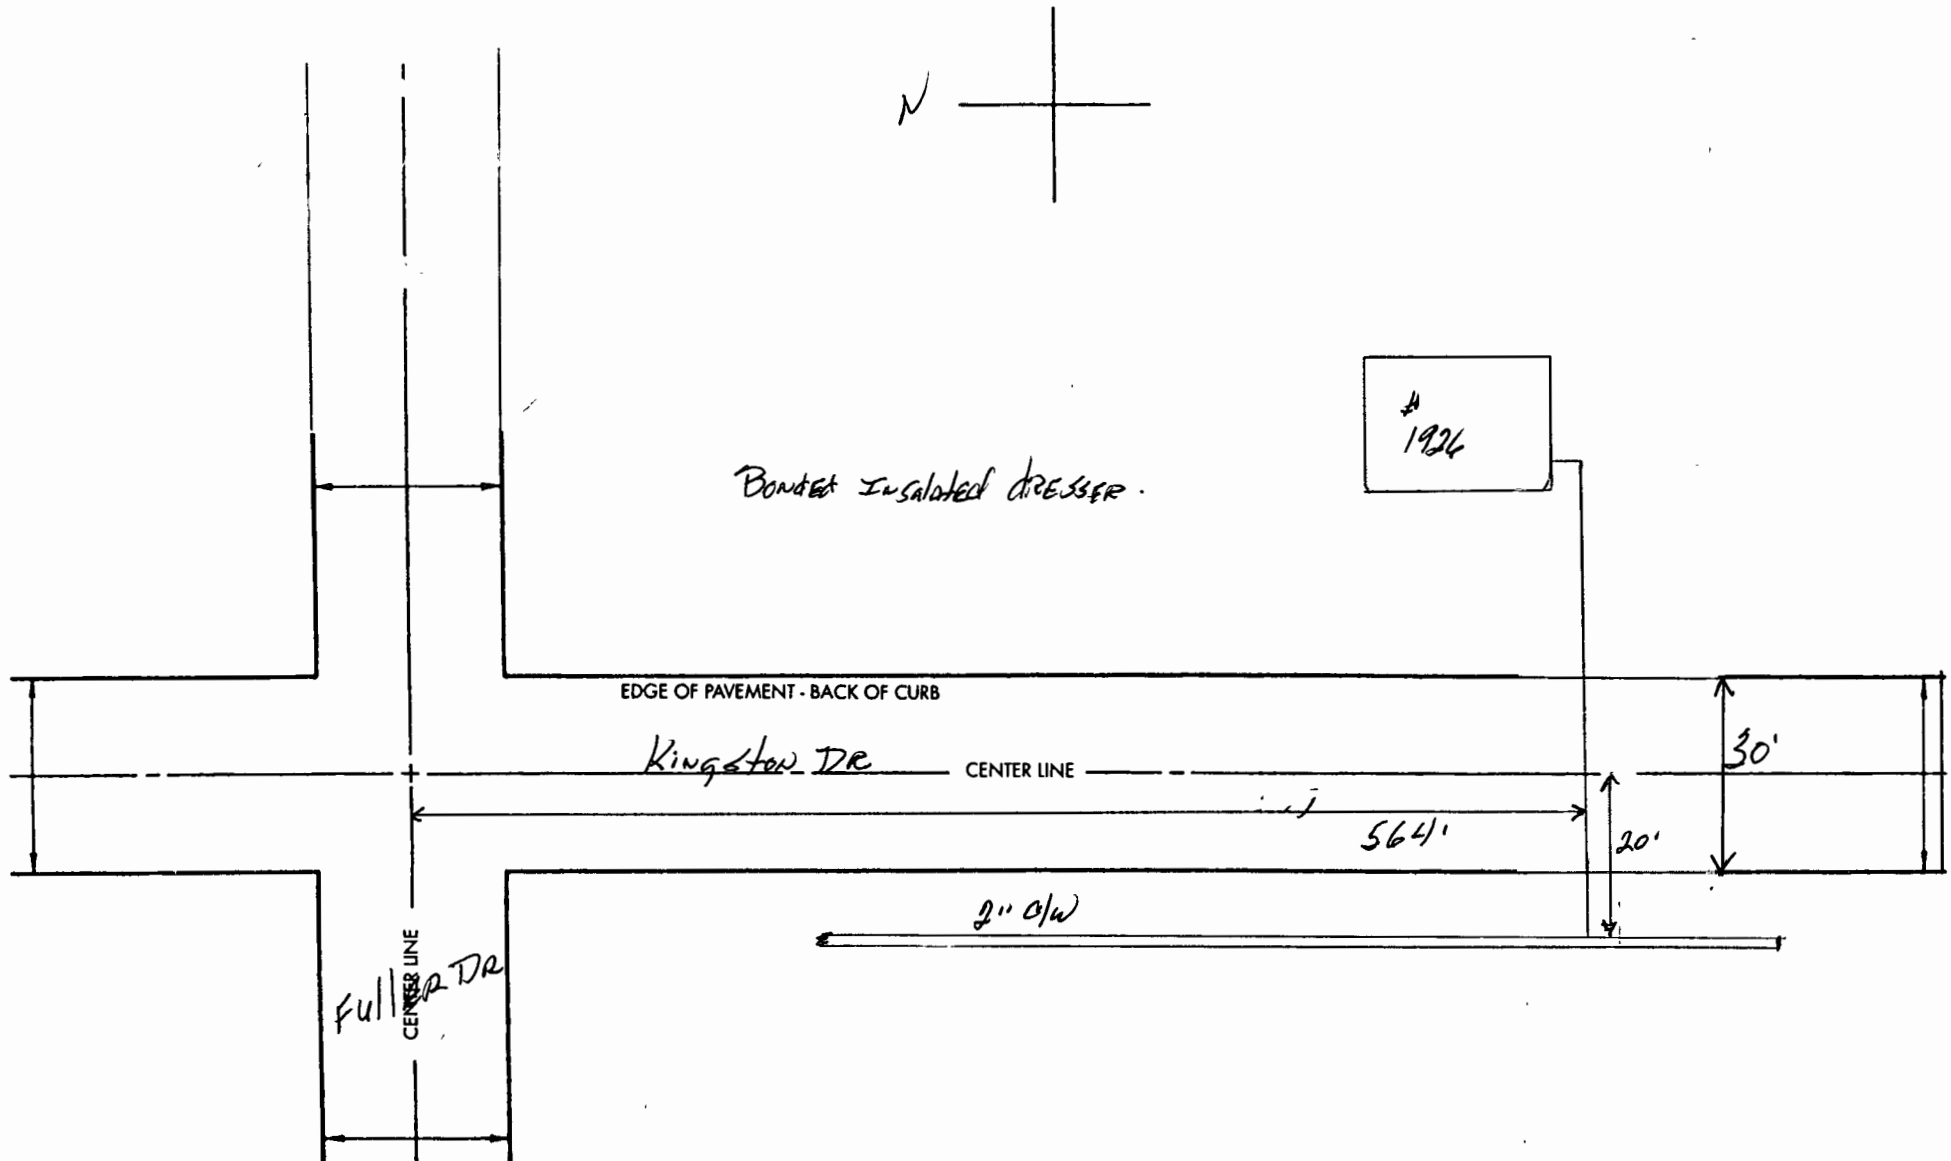 N
#
1926
Bonded Insalated dresser.
EDGE OF PAVEMENT - BACK OF CURB
Kingston DR
CENTER LINE
30'
564'
20'
2" C/W
Fuller DR
CENTER LINE